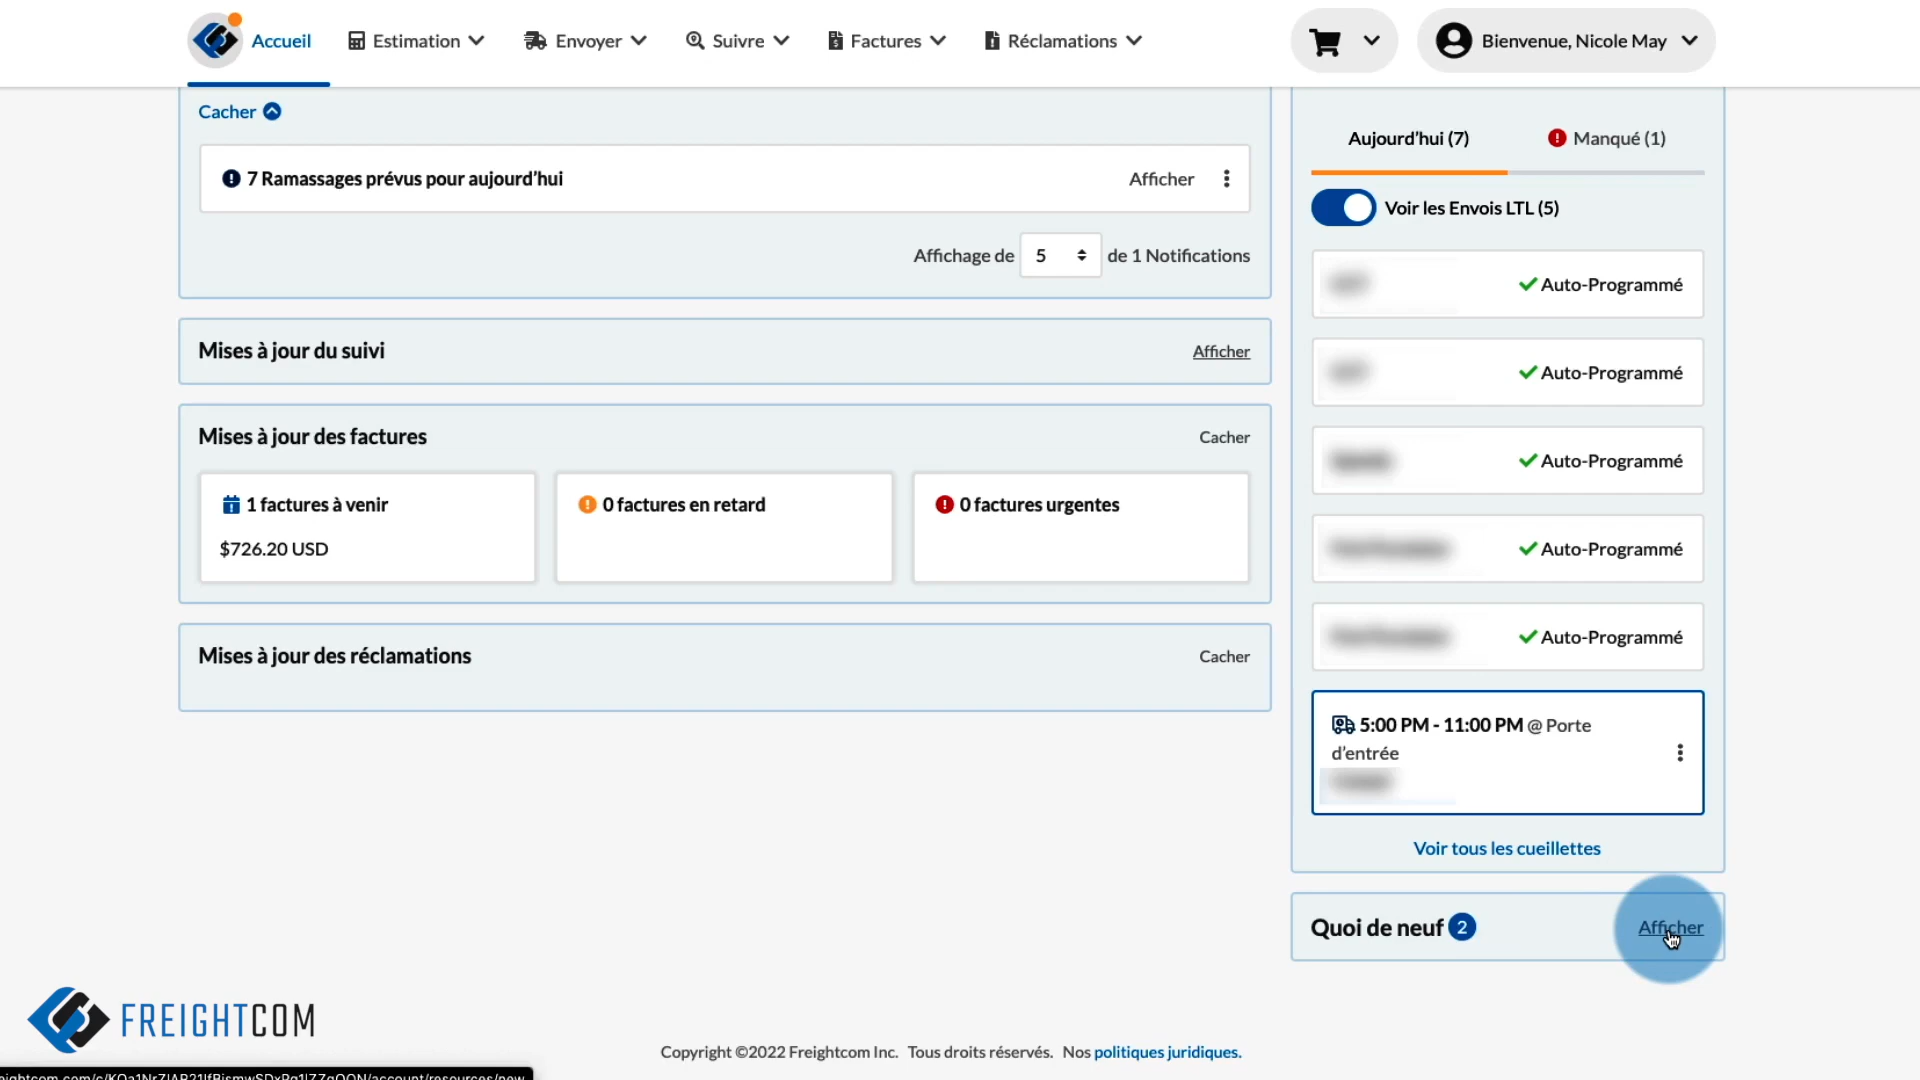 Accueil
Estimation
Envoyer
Suivre
Factures
Réclamations
Bienvenue, Nicole May
Cacher
7 Ramassages prévus pour aujourd'hui
Afficher
Affichage de 5 de 1 Notifications
Mises à jour du suivi
Afficher
Mises à jour des factures
Cacher
1 factures à venir
$726.20 USD
0 factures en retard
0 factures urgentes
Mises à jour des réclamations
Cacher
Aujourd'hui (7)
Manqué (1)
Voir les Envois LTL (5)
Auto-Programmé
Auto-Programmé
Auto-Programmé
Auto-Programmé
Auto-Programmé
5:00 PM - 11:00 PM @ Porte
d'entrée
Voir tous les cueillettes
Quoi de neuf 2
Afficher
FREIGHTCOM
Copyright ©2022 Freightcom Inc. Tous droits réservés. Nos politiques juridiques.